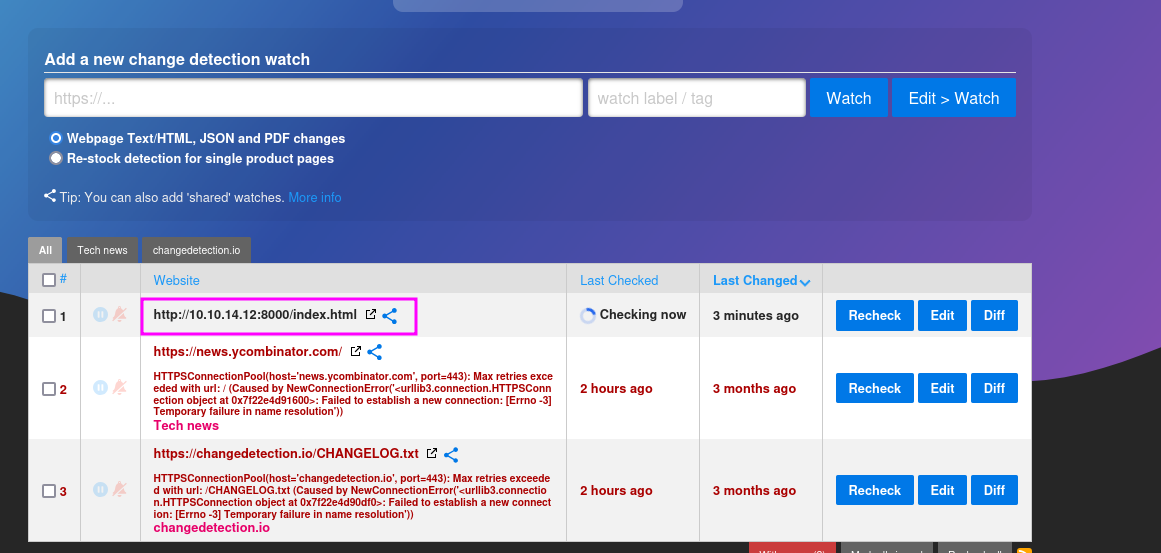 Add a new change detection watch
https://...
watch label / tag
Watch
Edit > Watch
Webpage Text/HTML, JSON and PDF changes
Re-stock detection for single product pages
Tip: You can also add 'shared' watches. More info
All
Tech news
changedetection.io
#
Website
Last Checked
Last Changed
1
http://10.10.14.12:8000/index.html
Checking now
3 minutes ago
Recheck
Edit
Diff
https://news.ycombinator.com/
2
HTTPSConnectionPool(host='news.ycombinator.com', port=443): Max retries exce
eded with url: / (Caused by NewConnectionError('<urllib3.connection.HTTPSConn
ection object at 0x7f22e4d91600>: Failed to establish a new connection: [Errno -3]
Temporary failure in name resolution'))
Tech news
2 hours ago
3 months ago
Recheck
Edit
Diff
https://changedetection.io/CHANGELOG.txt
3
HTTPSConnectionPool(host='changedetection.io', port=443): Max retries exceede
d with url: /CHANGELOG.txt (Caused by NewConnectionError('<urllib3.connectio
n.HTTPSConnection object at 0x7f22e4d90df0>: Failed to establish a new connect
ion: [Errno -3] Temporary failure in name resolution'))
changedetection.io
2 hours ago
3 months ago
Recheck
Edit
Diff